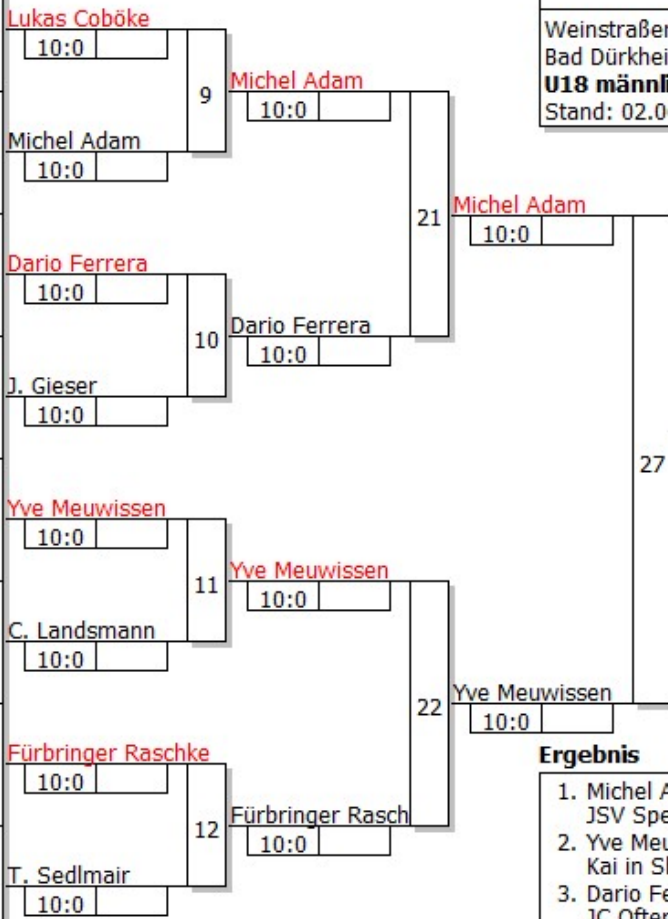 Lukas Coböke
10:0
9
Michel Adam
10:0
Michel Adam
10:0
21
Michel Adam
10:0
Dario Ferrera
10:0
10
Dario Ferrera
10:0
J. Gieser
10:0
27
Yve Meuwissen
10:0
11
Yve Meuwissen
10:0
C. Landsmann
10:0
22
Yve Meuwissen
10:0
Fürbringer Raschke
10:0
12
Fürbringer Rasch
10:0
T. Sedlmair
10:0
Weinstraßen
Bad Dürkhei
U18 männli
Stand: 02.0
Ergebnis
1. Michel A
JSV Spe
2. Yve Meu
Kai in S
3. Dario Fe
JC Ofter